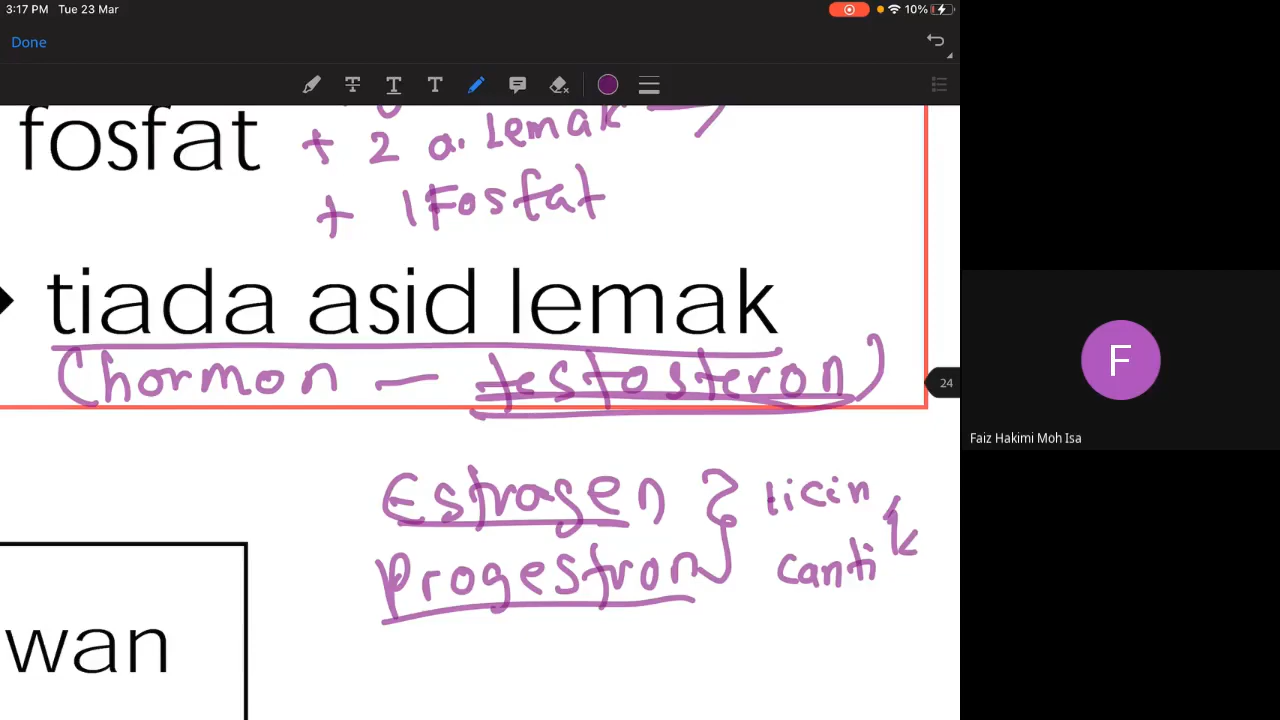 3:17 PM Tue 23 Mar
10%
Done
T T T
fosfat
+ 2 a. Lemak
+ 1 Fosfat
tiada asid lemak
(hormon — testosteron)
24
Estragen
licin,
Progestron
cantik
wan
F
Faiz Hakimi Moh Isa